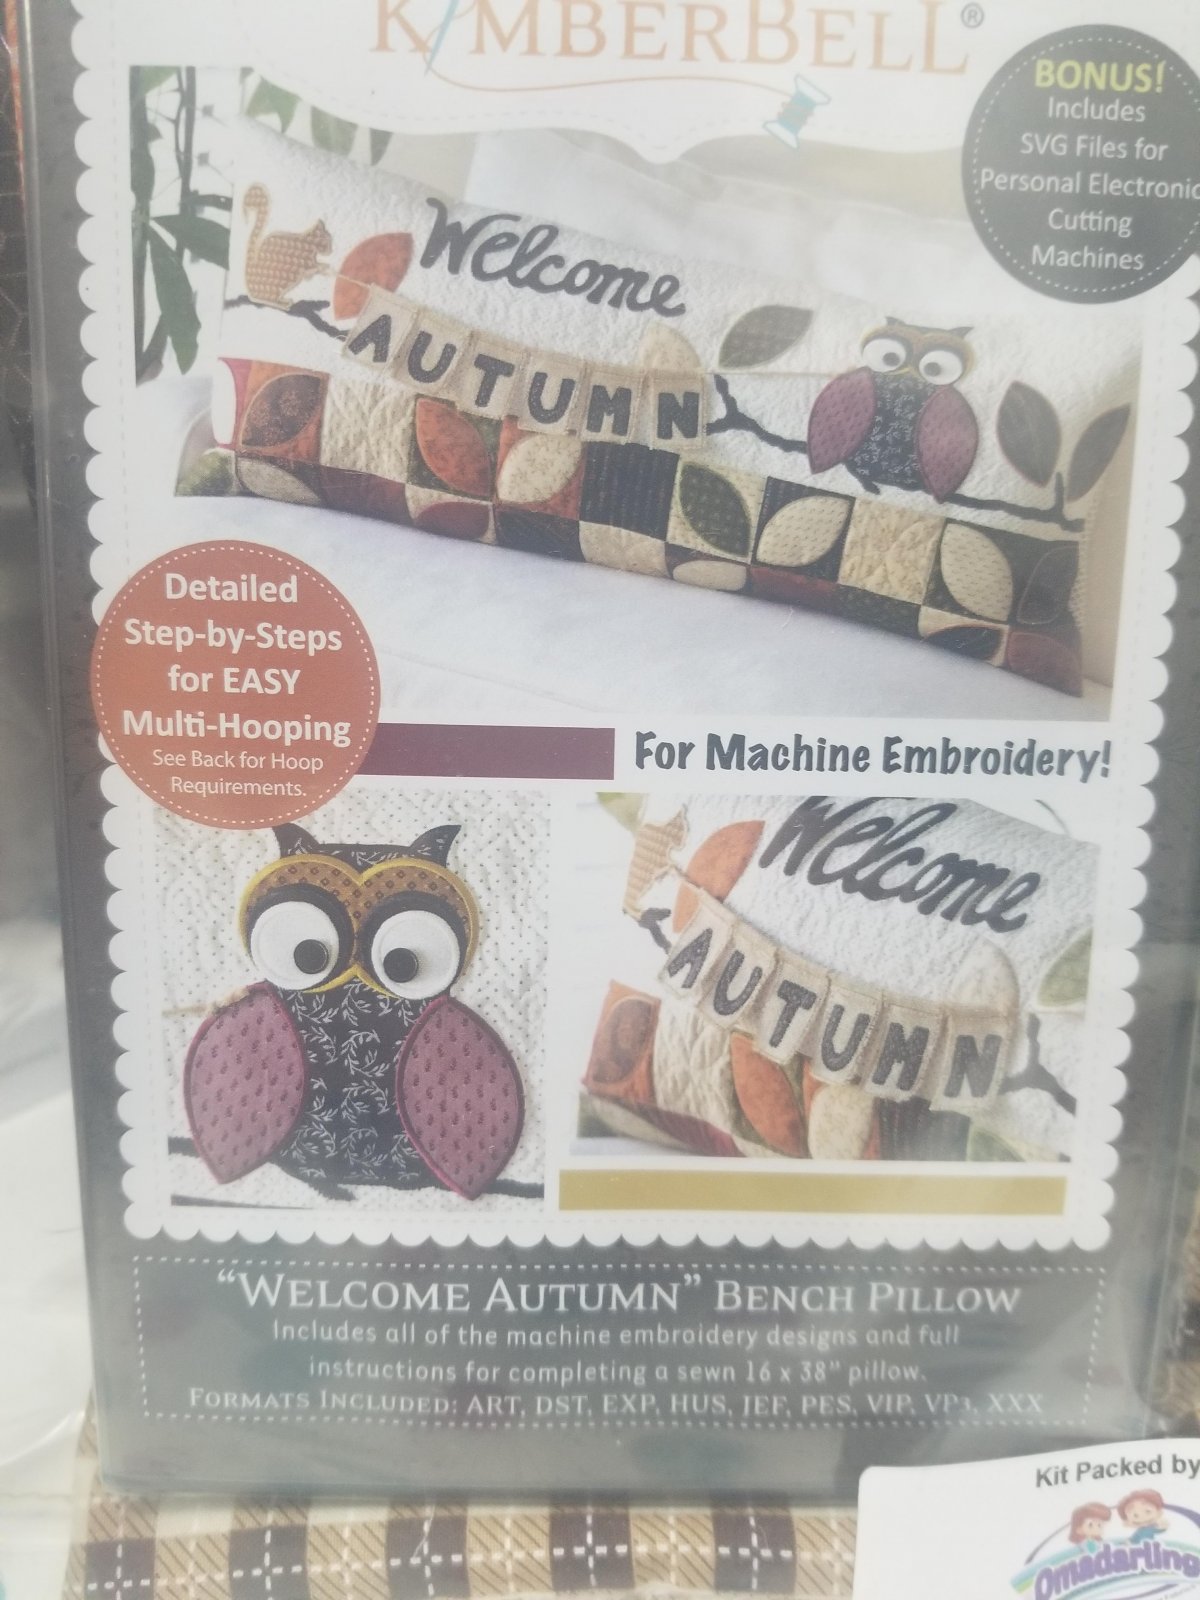 KIMBERBELL®
BONUS!
Includes
SVG Files for
Personal Electronic
Cutting
Machines
Welcome
AUTUMN
Detailed
Step-by-Steps
for EASY
Multi-Hooping
See Back for Hoop
Requirements.
For Machine Embroidery!
Welcome
AUTUMN
"WELCOME AUTUMN" BENCH PILLOW
Includes all of the machine embroidery designs and full
instructions for completing a sewn 16 x 38" pillow.
FORMATS INCLUDED: ART, DST, EXP, HUS, JEF, PES, VIP, VP3, XXX
Kit Packed by
Omadarling